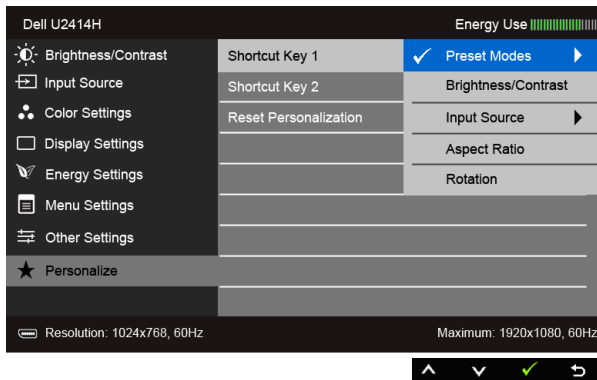 Dell U2414H
Energy Use
Brightness/Contrast
Shortcut Key 1
Preset Modes
Input Source
Shortcut Key 2
Brightness/Contrast
Color Settings
Reset Personalization
Input Source
Display Settings
Aspect Ratio
Energy Settings
Rotation
Menu Settings
Other Settings
Personalize
Resolution: 1024x768, 60Hz
Maximum: 1920x1080, 60Hz